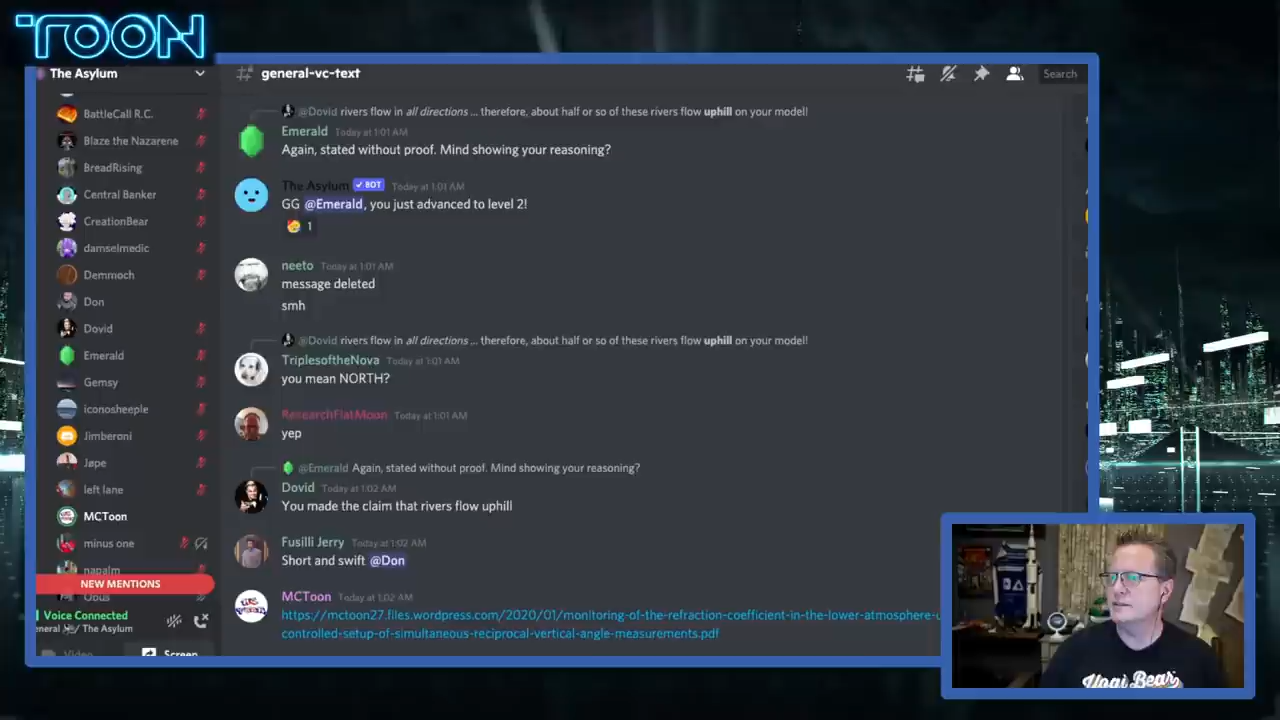 TOON
The Asylum
general-vc-text
Search
BattleCall R.C.
Blaze the Nazarene
BreadRising
Central Banker
CreationBear
damselmedic
Demmoch
Don
Dovid
Emerald
Gemsy
iconosheeple
Jimberoni
Jøpe
left lane
MCToon
minus one
napalm
Opus
NEW MENTIONS
Voice Connected
eneral / The Asylum
Video
Screen
@Dovid rivers flow in all directions ... therefore, about half or so of these rivers flow uphill on your model!
Emerald Today at 1:01 AM
Again, stated without proof. Mind showing your reasoning?
The Asylum ✓ BOT Today at 1:01 AM
GG @Emerald, you just advanced to level 2!
1
neeto Today at 1:01 AM
message deleted
smh
@Dovid rivers flow in all directions ... therefore, about half or so of these rivers flow uphill on your model!
TriplesoftheNova Today at 1:01 AM
you mean NORTH?
ResearchFlatMoon Today at 1:01 AM
yep
@Emerald Again, stated without proof. Mind showing your reasoning?
Dovid Today at 1:02 AM
You made the claim that rivers flow uphill
Fusilli Jerry Today at 1:02 AM
Short and swift @Don
MCToon Today at 1:02 AM
https://mctoon27.files.wordpress.com/2020/01/monitoring-of-the-refraction-coefficient-in-the-lower-atmosphere-
controlled-setup-of-simultaneous-reciprocal-vertical-angle-measurements.pdf
Yogi Bear